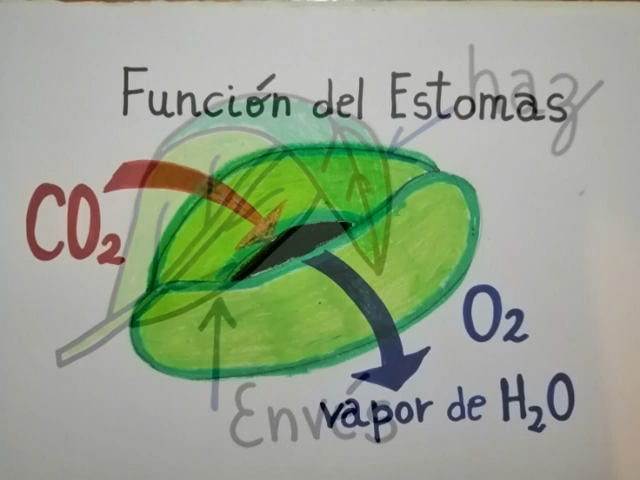 haz
Función del Estomas
CO₂
O₂
vapor de H₂O
Envés